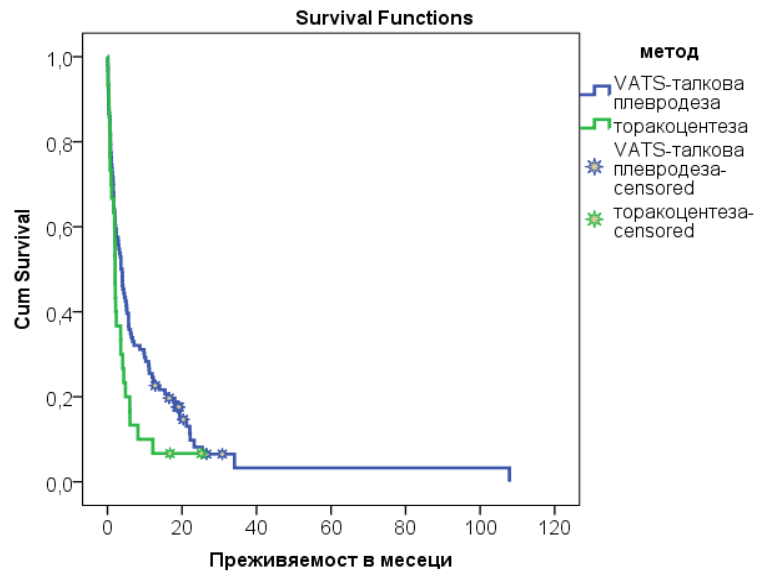 Survival Functions
1,0
0,8
0,6
0,4
0,2
0,0
Cum Survival
0
20
40
60
80
100
120
Преживяемост в месеци
метод
VATS-талкова
плевродеза
торакоцентеза
VATS-талкова
плевродеза-
censored
торакоцентеза-
censored